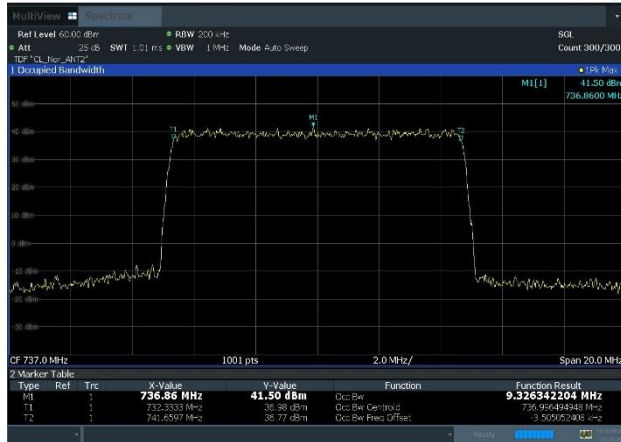 MultiView Spectrum
Ref Level 60.00 dBm RBW 200 kHz SGL
Att 25 dB SWT 1.01 ms VBW 1 MHz Mode Auto Sweep Count 300/300
TDF "CL_Nor_ANT2"
1 Occupied Bandwidth 1Pk Max
M1[1] 41.50 dBm
736.8600 MHz
50 dBm
M1
40 dBm T1 T2
30 dBm
20 dBm
10 dBm
0 dBm
-10 dBm
-20 dBm
-30 dBm
CF 737.0 MHz 1001 pts 2.0 MHz/ Span 20.0 MHz
2 Marker Table
Type Ref Trc X-Value Y-Value Function Function Result
M1 1 736.86 MHz 41.50 dBm Occ Bw 9.326342204 MHz
T1 1 732.3333 MHz 36.98 dBm Occ Bw Centroid 736.996494948 MHz
T2 1 741.6597 MHz 36.77 dBm Occ Bw Freq Offset -3.505052408 kHz
Ready